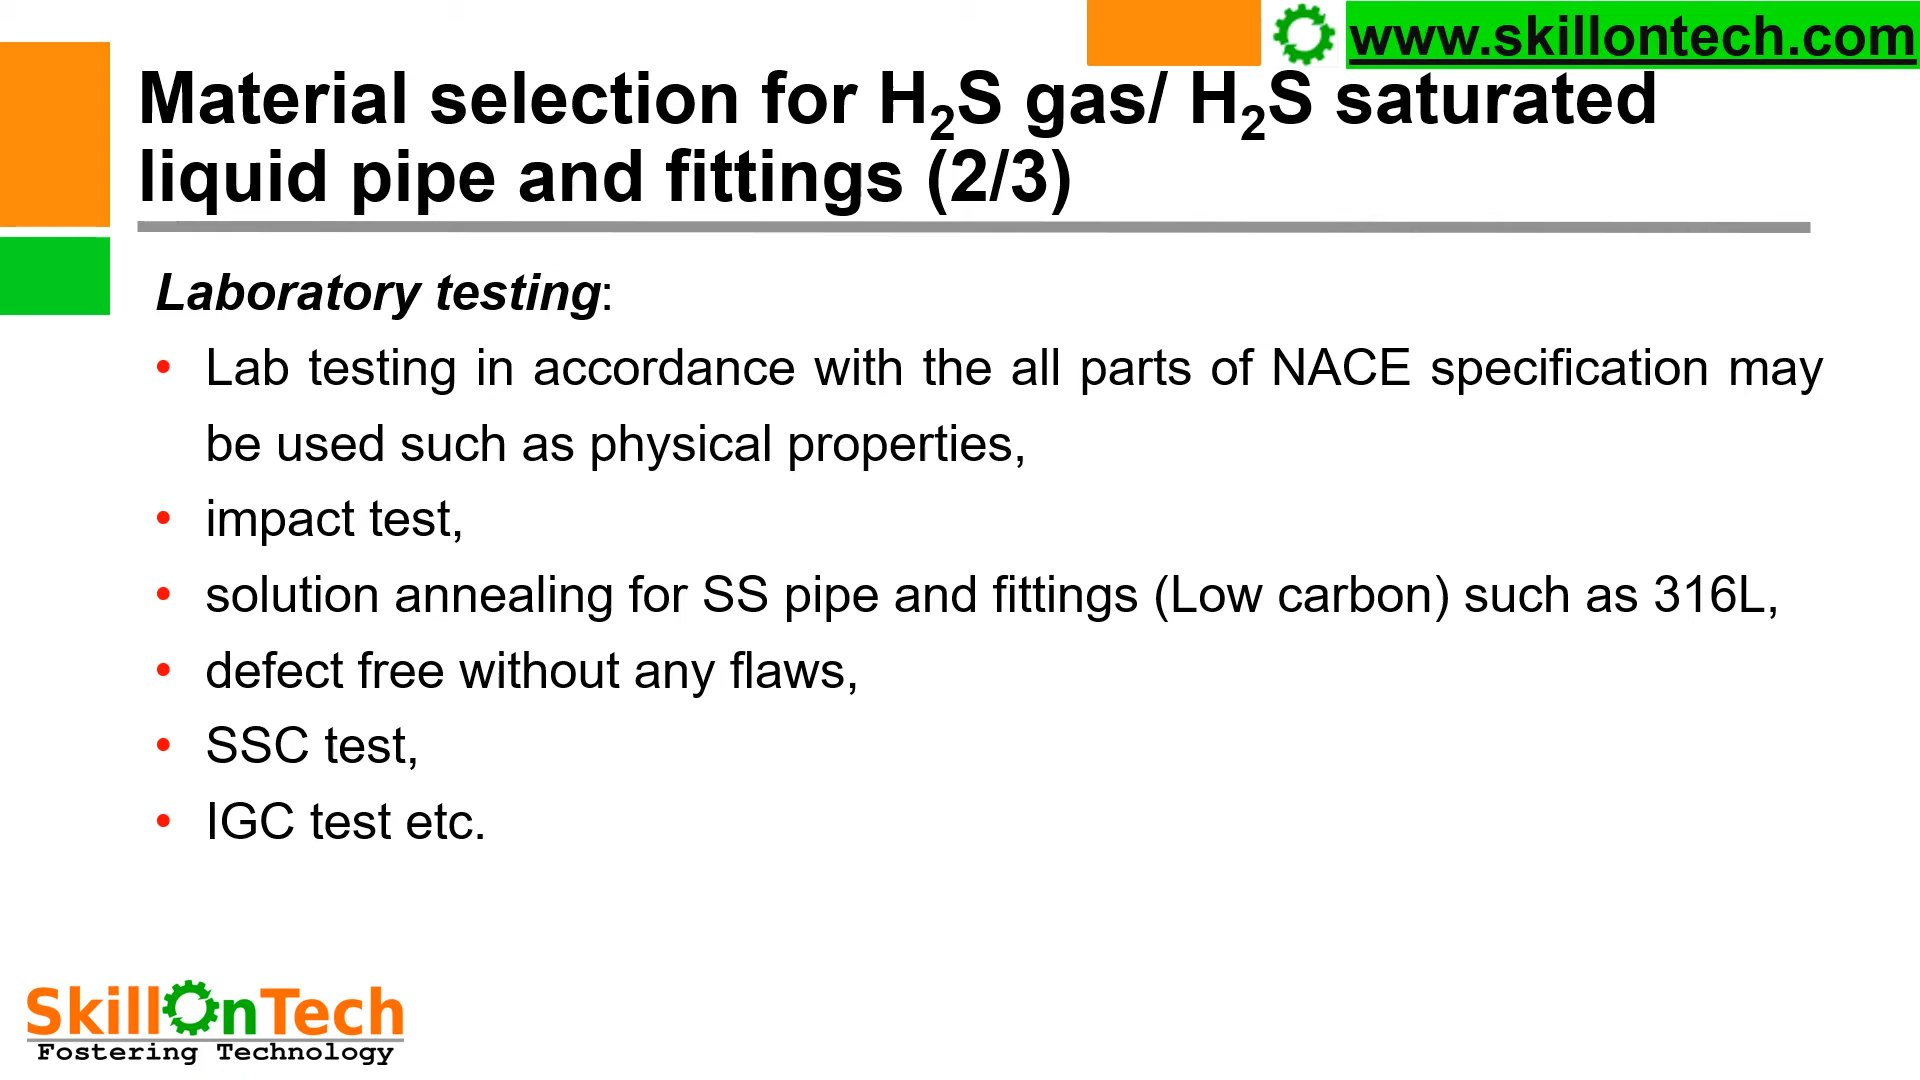 www.skillontech.com
Material selection for H₂S gas/ H₂S saturated
liquid pipe and fittings (2/3)
Laboratory testing:
• Lab testing in accordance with the all parts of NACE specification may
be used such as physical properties,
• impact test,
• solution annealing for SS pipe and fittings (Low carbon) such as 316L,
• defect free without any flaws,
• SSC test,
• IGC test etc.
SkillOnTech
Fostering Technology